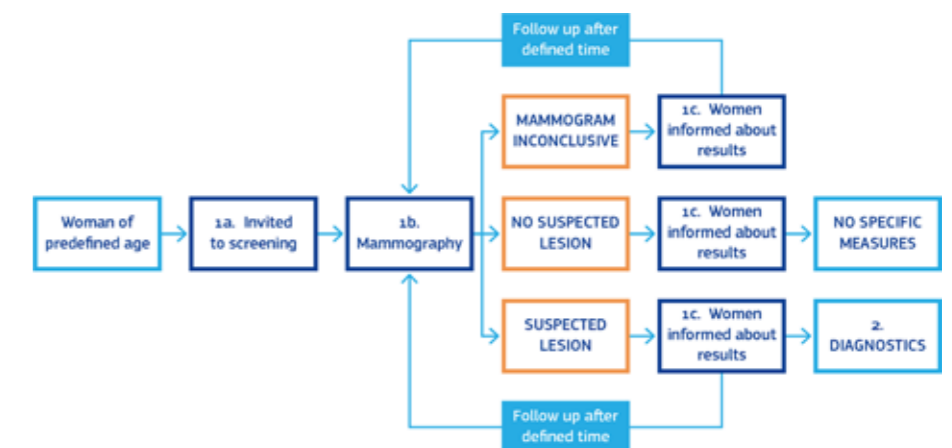 Follow up after
defined time
MAMMOGRAM
INCONCLUSIVE
1c. Women
informed about
results
Woman of
predefined age
1a. Invited
to screening
1b.
Mammography
NO SUSPECTED
LESION
1c. Women
informed about
results
NO SPECIFIC
MEASURES
SUSPECTED
LESION
1c. Women
informed about
results
2.
DIAGNOSTICS
Follow up after
defined time